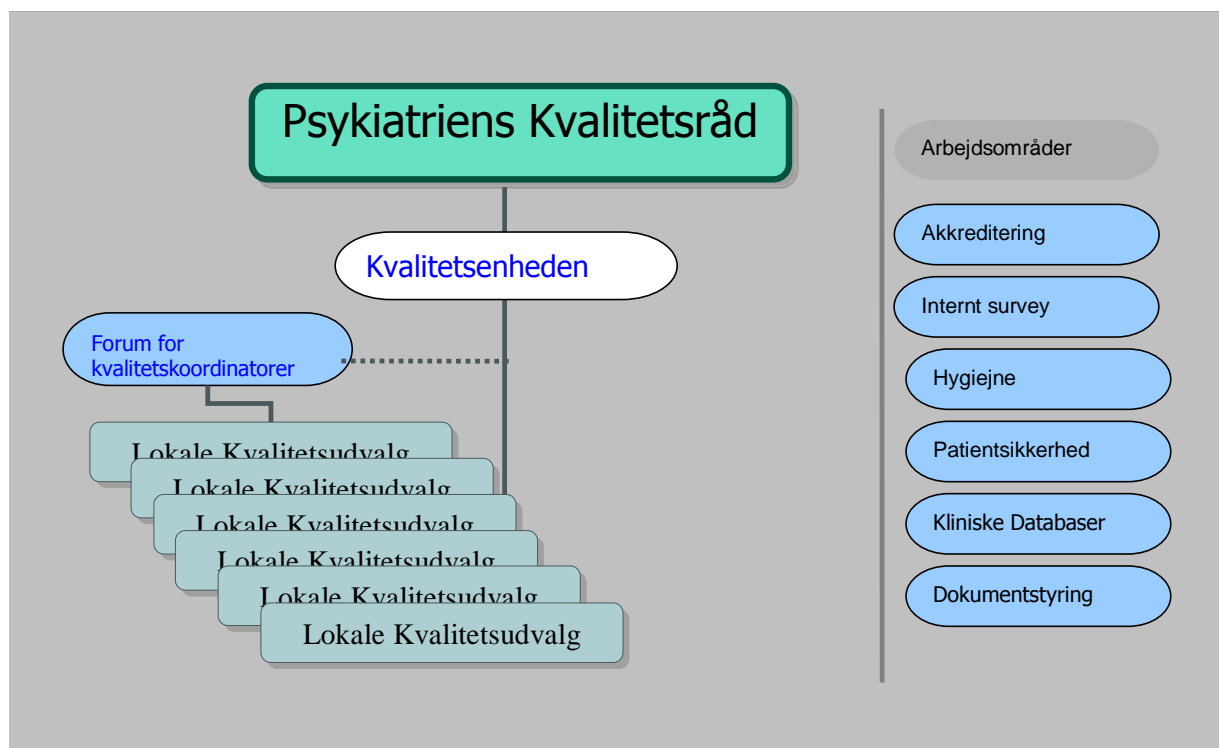 Psykiatriens Kvalitetsråd
Kvalitetsenheden
Forum for
kvalitetskoordinatorer
Lokale Kvalitetsudvalg
Lokale Kvalitetsudvalg
Lokale Kvalitetsudvalg
Lokale Kvalitetsudvalg
Lokale Kvalitetsudvalg
Lokale Kvalitetsudvalg
Arbejdsområder
Akkreditering
Internt survey
Hygiejne
Patientsikkerhed
Kliniske Databaser
Dokumentstyring